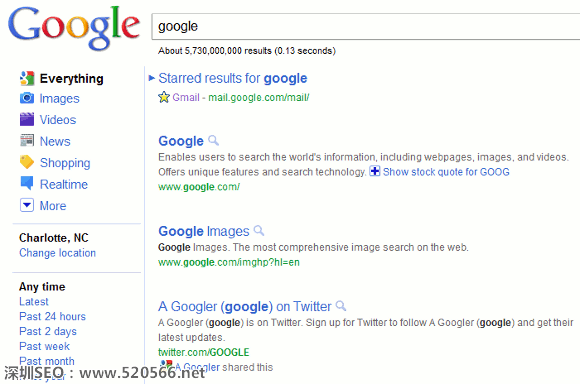 Google
google
About 5,730,000,000 results (0.13 seconds)
Everything
Images
Videos
News
Shopping
Realtime
More
Charlotte, NC
Change location
Any time
Latest
Past 24 hours
Past 2 days
Past week
Past month
Starred results for google
Gmail - mail.google.com/mail/
Google
Enables users to search the world's information, including webpages, images, and videos.
Offers unique features and search technology. Show stock quote for GOOG
www.google.com/
Google Images
Google Images. The most comprehensive image search on the web.
www.google.com/imghp?hl=en
A Googler (google) on Twitter
A Googler (google) is on Twitter. Sign up for Twitter to follow A Googler (google) and get their
latest updates.
twitter.com/GOOGLE
A Googler shared this
深圳SEO：www.520566.net